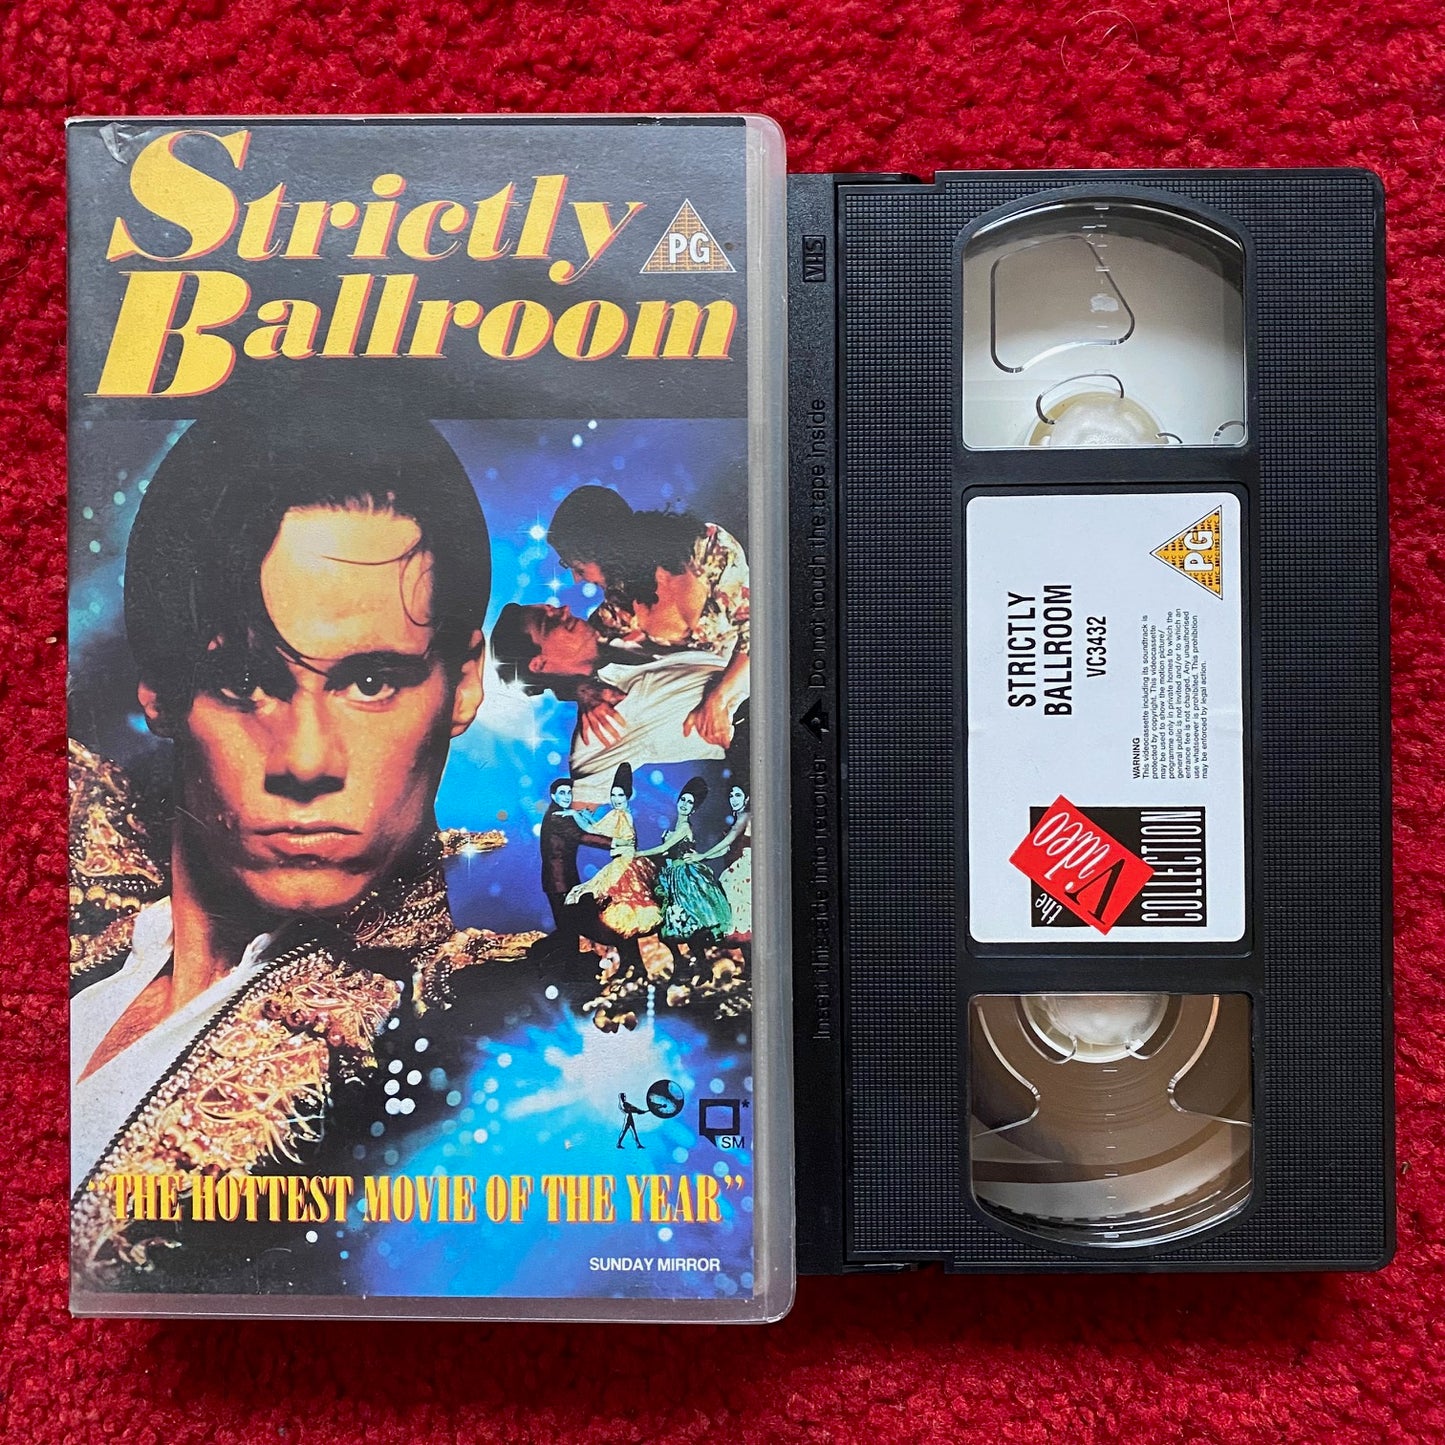 Strictly
Ballroom
PG
SM
"THE HOTTEST MOVIE OF THE YEAR"
SUNDAY MIRROR
VHS
Insert this side into recorder Do not touch the tape inside
PG
STRICTLY
BALLROOM
VC3432
WARNING
This videocassette including its soundtrack is
protected by copyright. This videocassette
may be used to show the motion picture/
programme only in private homes to which the
general public is not invited and/or to which an
entrance fee is not charged. Any unauthorised
use whatsoever is prohibited. This prohibition
may be enforced by legal action.
the
Video
COLLECTION